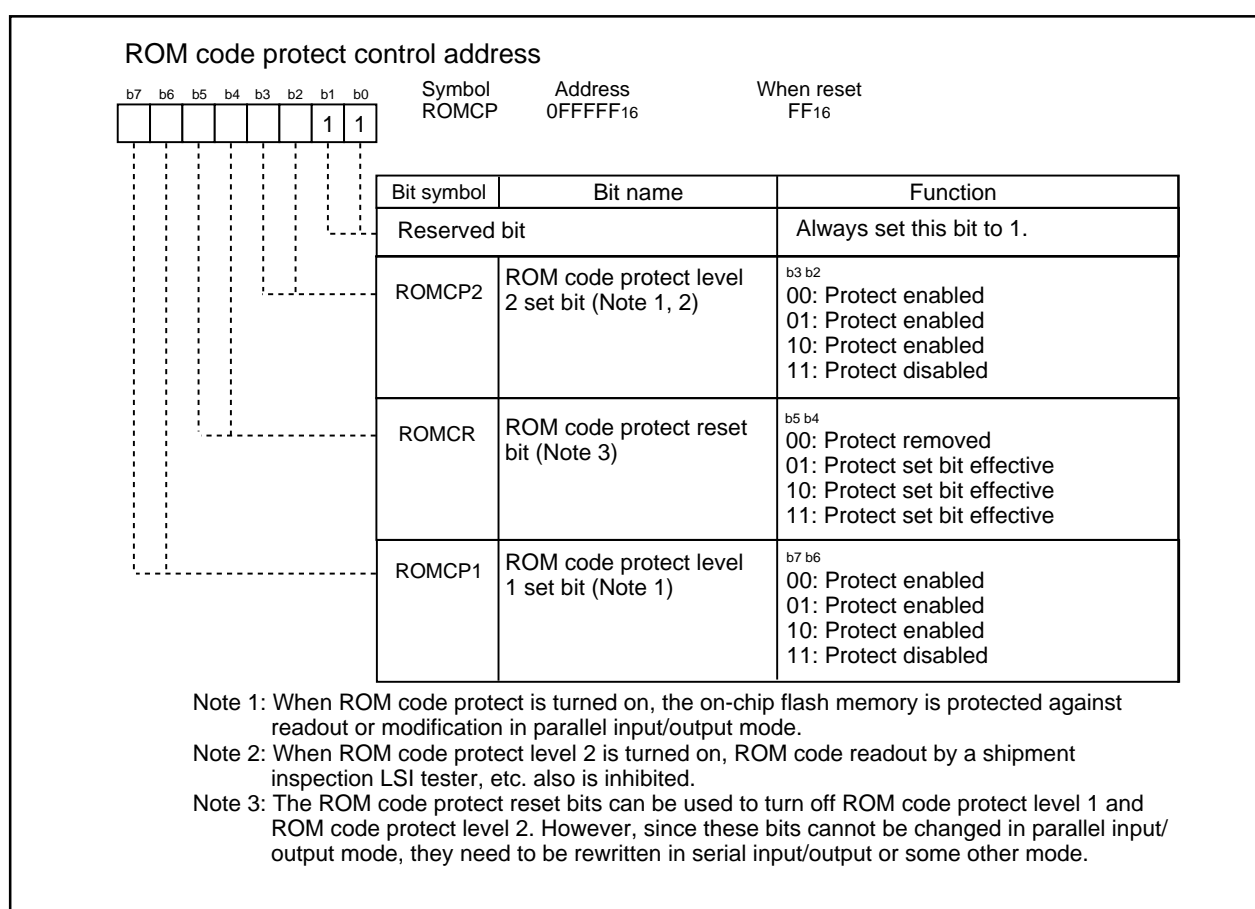 ROM code protect control address
b7 b6 b5 b4 b3 b2 b1 b0
1 1
Symbol Address When reset
ROMCP 0FFFFF16 FF16
Bit symbol Bit name Function
Reserved bit Always set this bit to 1.
ROMCP2
ROM code protect level
2 set bit (Note 1, 2)
b3 b2
00: Protect enabled
01: Protect enabled
10: Protect enabled
11: Protect disabled
ROMCR
ROM code protect reset
bit (Note 3)
b5 b4
00: Protect removed
01: Protect set bit effective
10: Protect set bit effective
11: Protect set bit effective
ROMCP1
ROM code protect level
1 set bit (Note 1)
b7 b6
00: Protect enabled
01: Protect enabled
10: Protect enabled
11: Protect disabled
Note 1: When ROM code protect is turned on, the on-chip flash memory is protected against
readout or modification in parallel input/output mode.
Note 2: When ROM code protect level 2 is turned on, ROM code readout by a shipment
inspection LSI tester, etc. also is inhibited.
Note 3: The ROM code protect reset bits can be used to turn off ROM code protect level 1 and
ROM code protect level 2. However, since these bits cannot be changed in parallel input/
output mode, they need to be rewritten in serial input/output or some other mode.